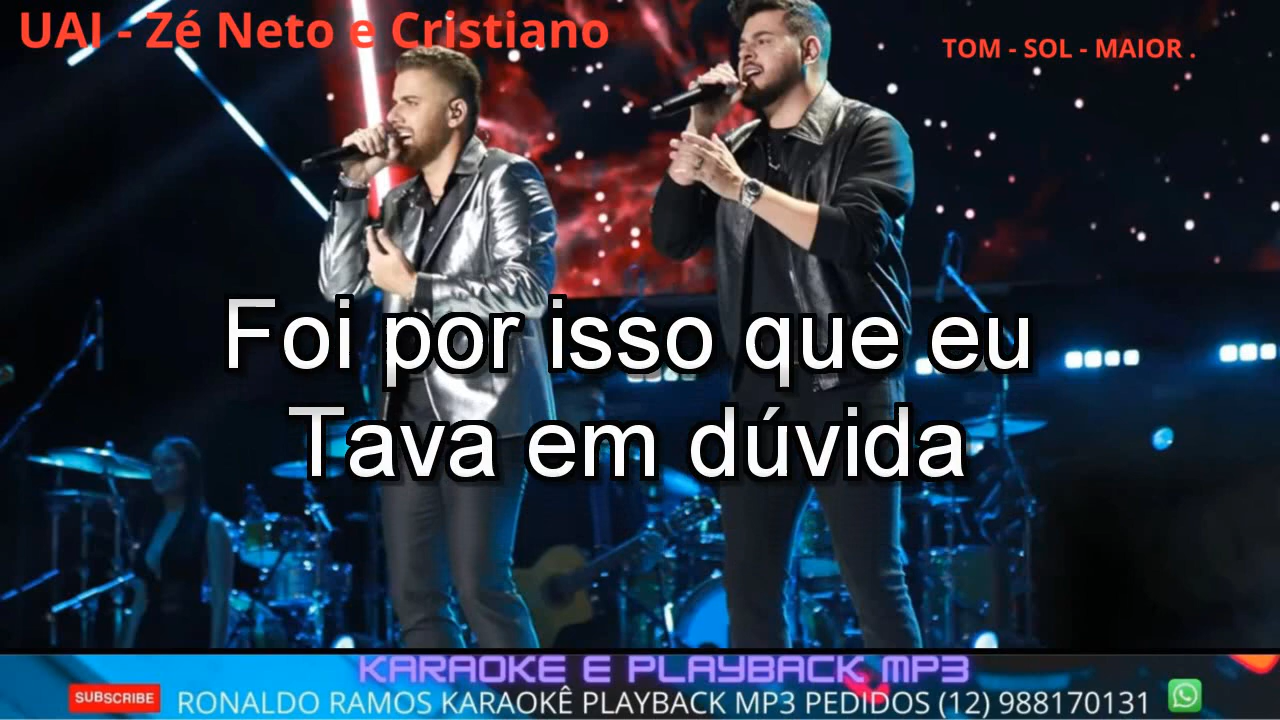 UAI - Zé Neto e Cristiano
TOM - SOL - MAIOR .
Foi por isso que eu
Tava em dúvida
KARAOKE E PLAYBACK MP3
SUBSCRIBE
RONALDO RAMOS KARAOKÊ PLAYBACK MP3 PEDIDOS (12) 988170131